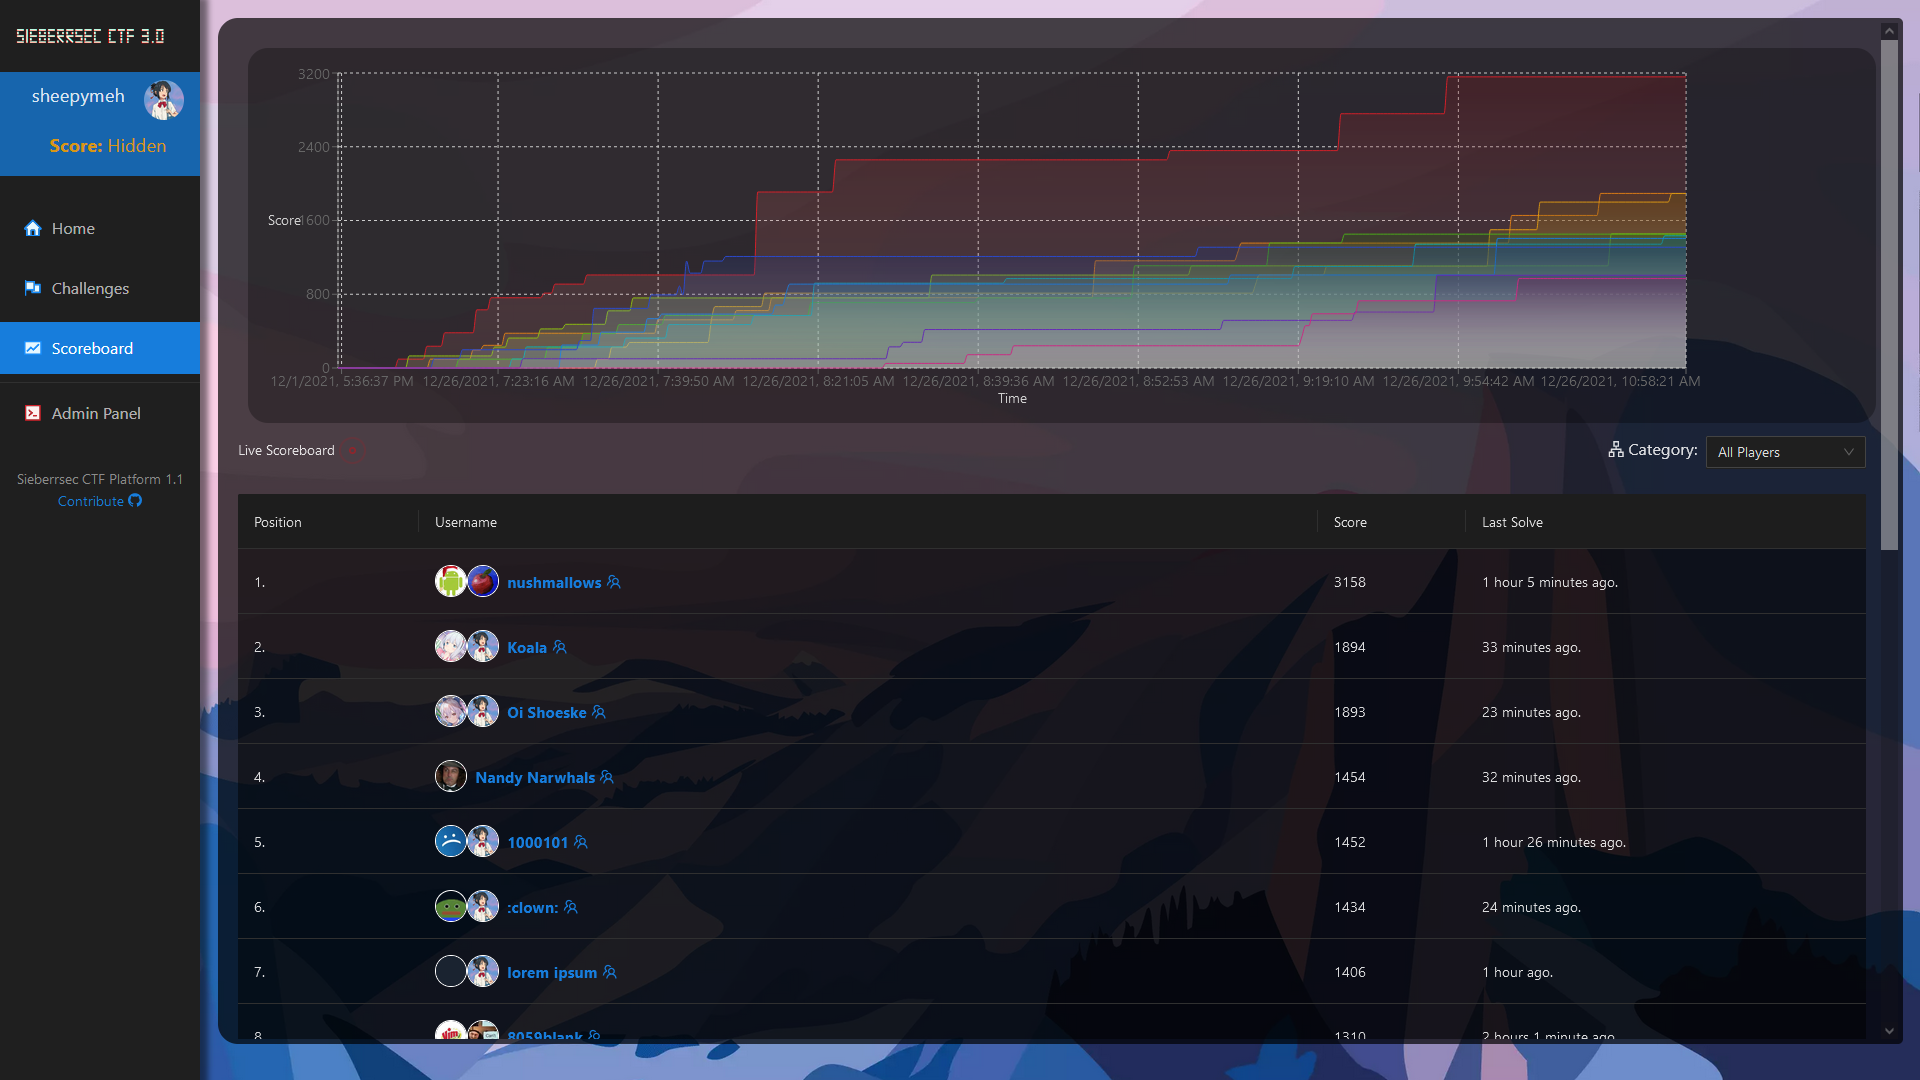 SIEBERRSEC CTF 3.0
sheepymeh
Score: Hidden
Home
Challenges
Scoreboard
Admin Panel
Sieberrsec CTF Platform 1.1
Contribute
3200
2400
Score
1600
800
0
12/1/2021, 5:36:37 PM 12/26/2021, 7:23:16 AM 12/26/2021, 7:39:50 AM 12/26/2021, 8:21:05 AM 12/26/2021, 8:39:36 AM 12/26/2021, 8:52:53 AM 12/26/2021, 9:19:10 AM 12/26/2021, 9:54:42 AM 12/26/2021, 10:58:21 AM
Time
Live Scoreboard
Category: All Players
Position Username Score Last Solve
1. nushmallows 3158 1 hour 5 minutes ago.
2. Koala 1894 33 minutes ago.
3. Oi Shoeske 1893 23 minutes ago.
4. Nandy Narwhals 1454 32 minutes ago.
5. 1000101 1452 1 hour 26 minutes ago.
6. :clown: 1434 24 minutes ago.
7. lorem ipsum 1406 1 hour ago.
8. 8059blank 1310 2 hours 1 minute ago.